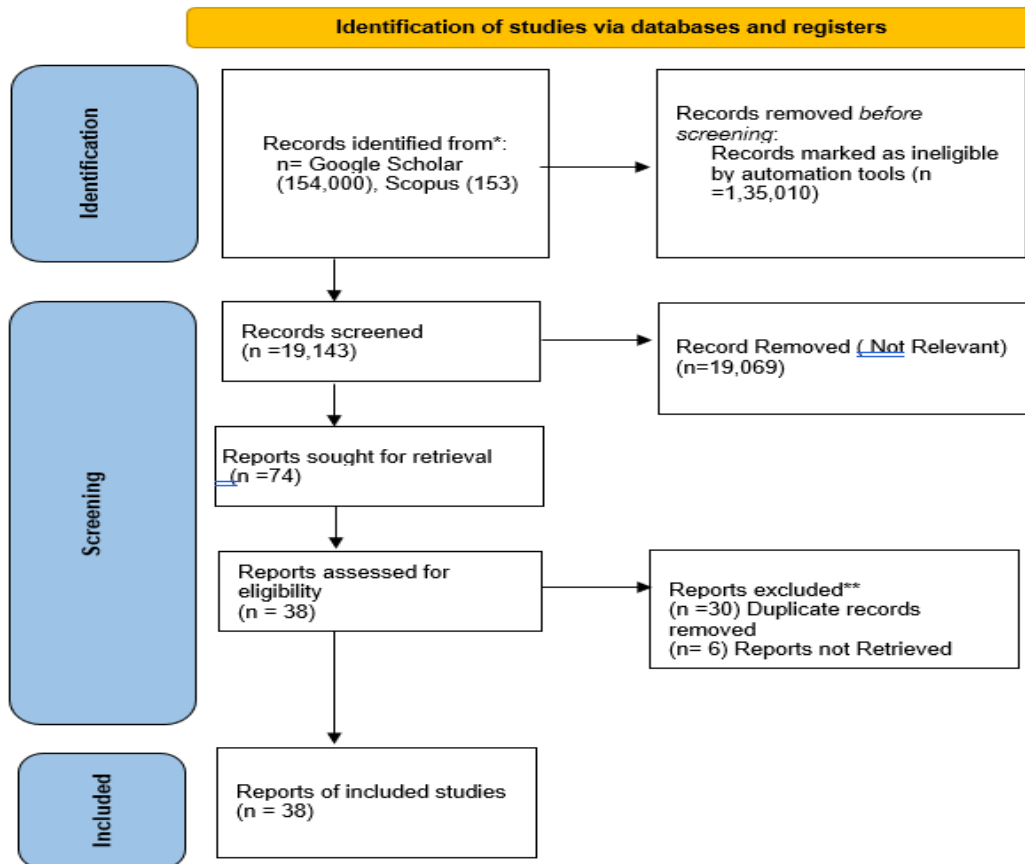 Identification of studies via databases and registers
Identification
Records identified from*:
n= Google Scholar
(154,000), Scopus (153)
Records removed before
screening:
Records marked as ineligible
by automation tools (n
=1,35,010)
Screening
Records screened
(n =19,143)
Record Removed ( Not Relevant)
(n=19,069)
Reports sought for retrieval
(n =74)
Reports assessed for
eligibility
(n = 38)
Reports excluded**
(n =30) Duplicate records
removed
(n= 6) Reports not Retrieved
Included
Reports of included studies
(n = 38)